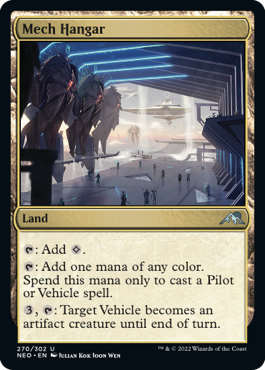 Mech Hangar
Land
: Add .
: Add one mana of any color.
Spend this mana only to cast a Pilot
or Vehicle spell.
3, : Target Vehicle becomes an
artifact creature until end of turn.
270/302 U
NEO • EN Julian Kok Joon Wen
™ & © 2022 Wizards of the Coast